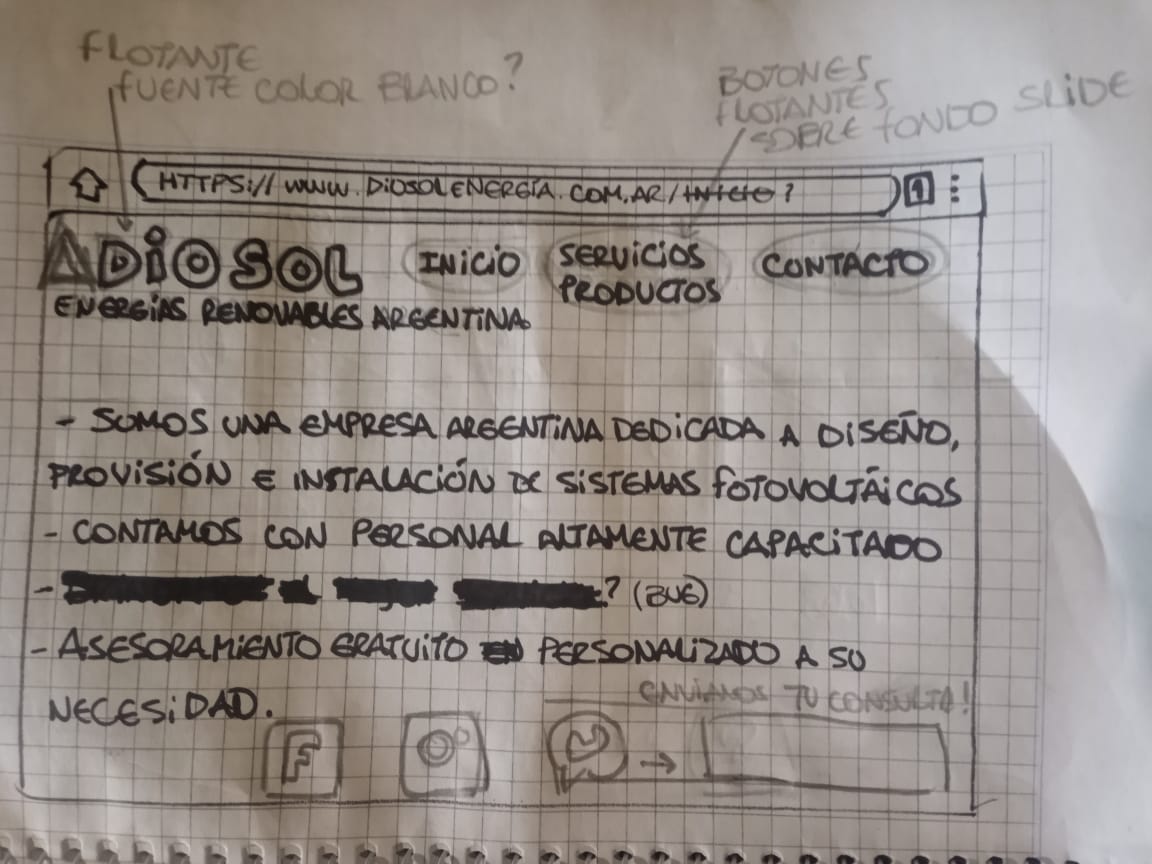 FLOTANTE
FUENTE COLOR BLANCO?
BOTONES
FLOTANTES
SOBRE FONDO SLIDE
HTTPS://WWW.DIOSOLENERGÍA.COM.AR/INICIO?
1
DIOSOL
INICIO
SERVICIOS
PRODUCTOS
CONTACTO
ENERGÍAS RENOVABLES ARGENTINA
- SOMOS UNA EMPRESA ARGENTINA DEDICADA A DISEÑO,
PROVISIÓN E INSTALACIÓN DE SISTEMAS FOTOVOLTÁICOS
- CONTAMOS CON PERSONAL ALTAMENTE CAPACITADO
- ? (BUG)
- ASESORAMIENTO GRATUITO PERSONALIZADO A SU
NECESIDAD.
ENVIANOS TU CONSULTA!
F